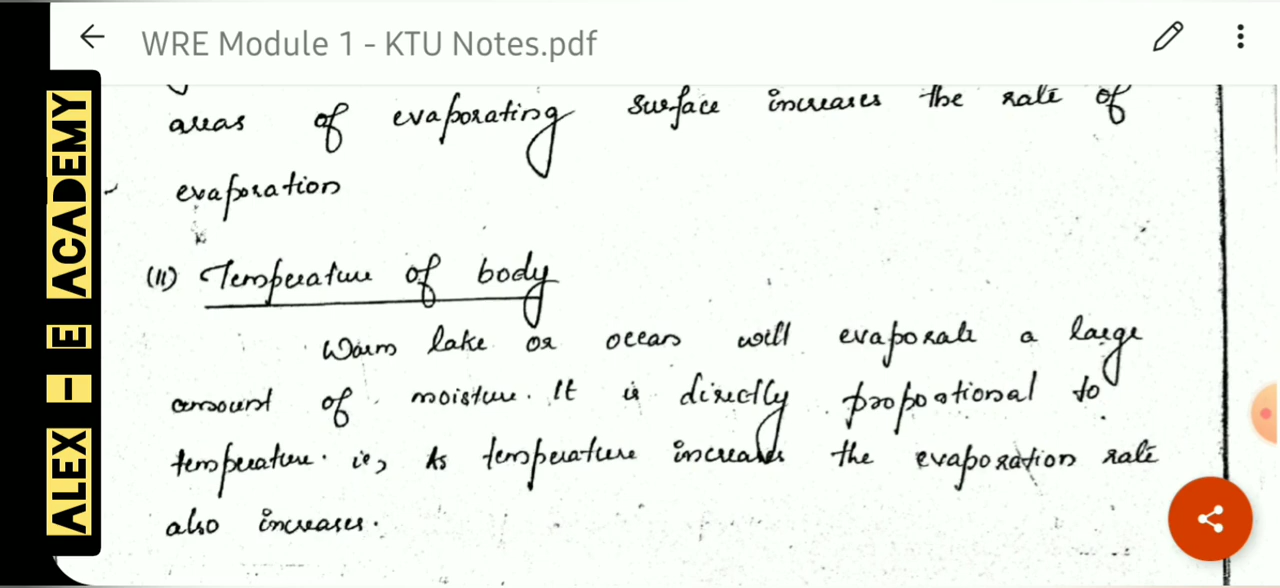 WRE Module 1 - KTU Notes.pdf
ALEX - E ACADEMY
areas of evaporating surface increases the rate of
evaporation
(II) Temperature of body
Warm lake or ocean will evaporate a large
amount of moisture. It is directly proportional to
temperature. ie, As temperature increases the evaporation rate
also increases.